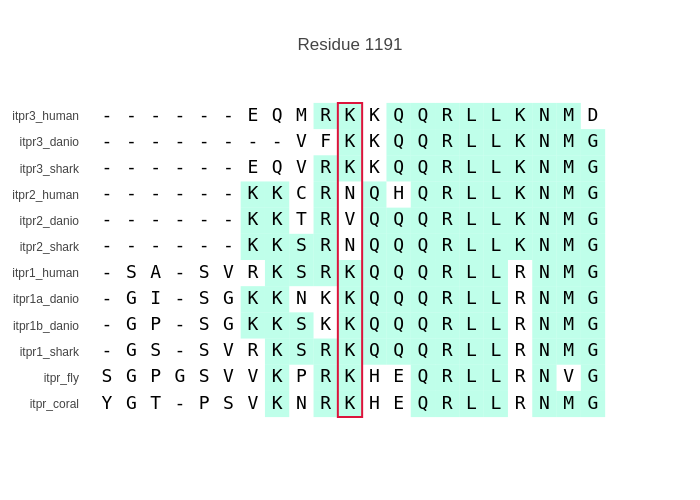 Residue 1191
itpr3_human - - - - - - E Q M R K K Q Q R L L K N M D
itpr3_danio - - - - - - - - V F K K Q Q R L L K N M G
itpr3_shark - - - - - - E Q V R K K Q Q R L L K N M G
itpr2_human - - - - - - K K C R N Q H Q R L L K N M G
itpr2_danio - - - - - - K K T R V Q Q Q R L L K N M G
itpr2_shark - - - - - - K K S R N Q Q Q R L L K N M G
itpr1_human - S A - S V R K S R K Q Q Q R L L R N M G
itpr1a_danio - G I - S G K K N K K Q Q Q R L L R N M G
itpr1b_danio - G P - S G K K S K K Q Q Q R L L R N M G
itpr1_shark - G S - S V R K S R K Q Q Q R L L R N M G
itpr_fly S G P G S V V K P R K H E Q R L L R N V G
itpr_coral Y G T - P S V K N R K H E Q R L L R N M G